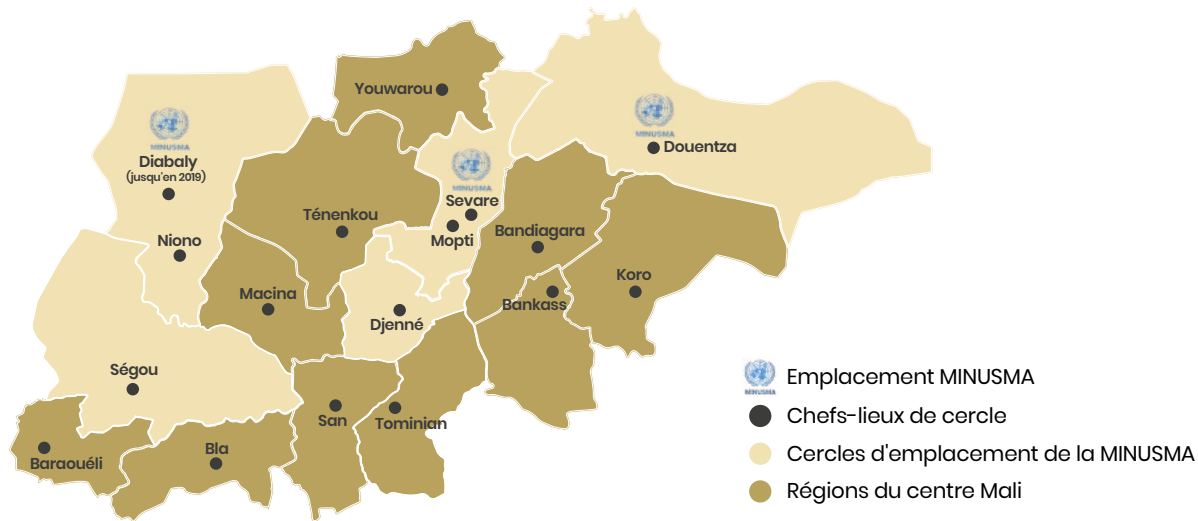 Youwarou
MINUSMA
Diabaly
(jusqu'en 2019)
MINUSMA
Douentza
MINUSMA
Sevare
Ténenkou
Mopti
Bandiagara
Niono
Koro
Macina
Bankass
Djenné
Ségou
San
Tominian
Bla
Baraouéli
MINUSMA
Emplacement MINUSMA
Chefs-lieux de cercle
Cercles d'emplacement de la MINUSMA
Régions du centre Mali